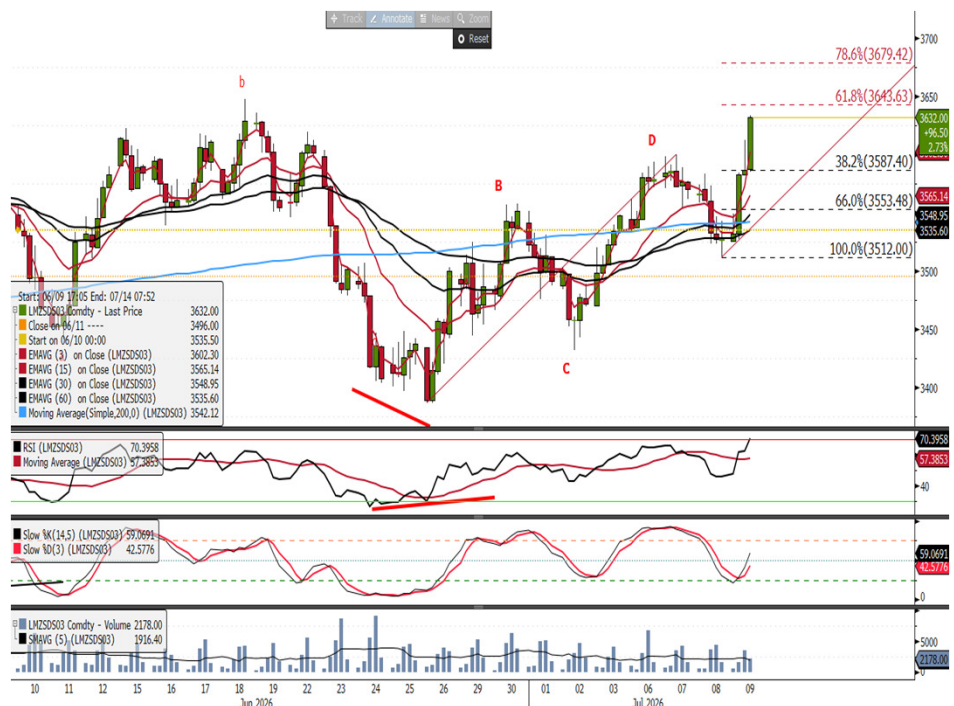 Track Annotate News Zoom
Reset
3700
78.6%(3679.42)
b
3650
61.8%(3643.63)
3632.00
+96.50
2.73%
D
38.2%(3587.40)
B
3565.14
66.0%(3553.48)
3548.95
3535.60
100.0%(3512.00)
3500
Start: 06/09 17:05 End: 07/14 07:52
LMZSDS03 Comdty - Last Price 3632.00
Close on 06/11 ---- 3496.00
Start on 06/10 00:00 3535.50
EMAVG (3) on Close (LMZSDS03) 3602.30
EMAVG (15) on Close (LMZSDS03) 3565.14
EMAVG (30) on Close (LMZSDS03) 3548.95
EMAVG (60) on Close (LMZSDS03) 3535.60
Moving Average(Simple,200,0) (LMZSDS03) 3542.12
3450
C
3400
RSI (LMZSDS03) 70.3958
Moving Average (LMZSDS03) 57.3853
70.3958
57.3853
40
Slow %K(14,5) (LMZSDS03) 59.0691
Slow %D(3) (LMZSDS03) 42.5776
59.0691
42.5776
0
LMZSDS03 Comdty - Volume 2178.00
SMAVG (5) (LMZSDS03) 1916.40
5000
2178.00
0
10 11 12 15 16 17 18 19 22 23 24 25 26 29 30 01 02 03 06 07 08 09
Jun 2026 Jul 2026